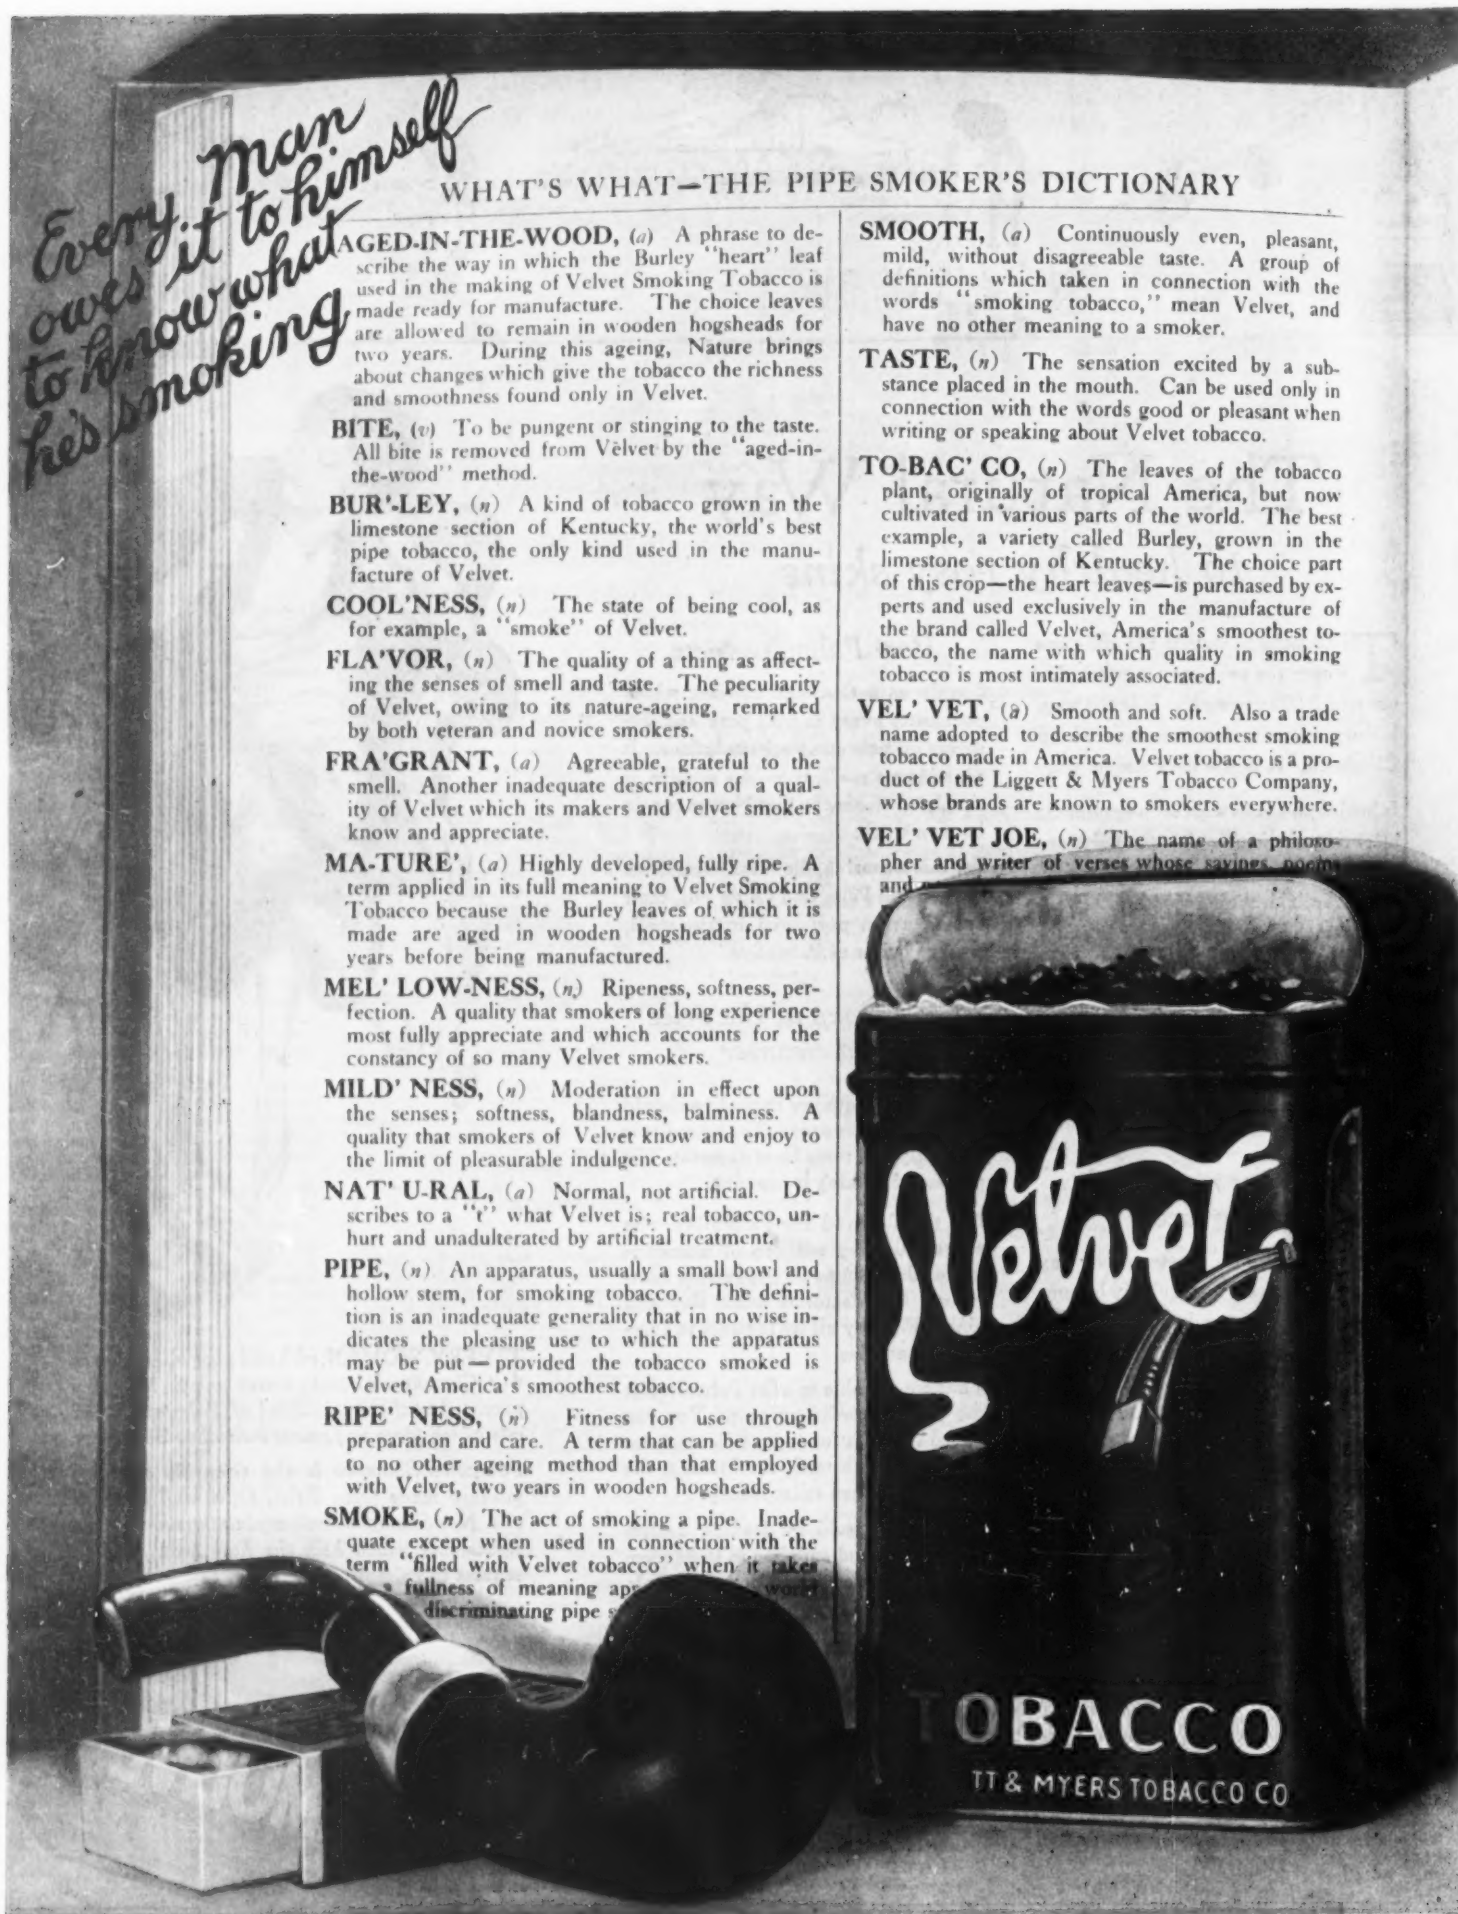 Every Man
owes it to himself
to know what
he's smoking
WHAT'S WHAT—THE PIPE SMOKER'S DICTIONARY
AGED-IN-THE-WOOD, (a) A phrase to de-
scribe the way in which the Burley "heart" leaf
used in the making of Velvet Smoking Tobacco is
made ready for manufacture. The choice leaves
are allowed to remain in wooden hogsheads for
two years. During this ageing, Nature brings
about changes which give the tobacco the richness
and smoothness found only in Velvet.
BITE, (v) To be pungent or stinging to the taste.
All bite is removed from Velvet by the "aged-in-
the-wood" method.
BUR'-LEY, (n) A kind of tobacco grown in the
limestone section of Kentucky, the world's best
pipe tobacco, the only kind used in the manu-
facture of Velvet.
COOL'NESS, (n) The state of being cool, as
for example, a "smoke" of Velvet.
FLA'VOR, (n) The quality of a thing as affect-
ing the senses of smell and taste. The peculiarity
of Velvet, owing to its nature-ageing, remarked
by both veteran and novice smokers.
FRA'GRANT, (a) Agreeable, grateful to the
smell. Another inadequate description of a qual-
ity of Velvet which its makers and Velvet smokers
know and appreciate.
MA-TURE', (a) Highly developed, fully ripe. A
term applied in its full meaning to Velvet Smoking
Tobacco because the Burley leaves of which it is
made are aged in wooden hogsheads for two
years before being manufactured.
MEL' LOW-NESS, (n) Ripeness, softness, per-
fection. A quality that smokers of long experience
most fully appreciate and which accounts for the
constancy of so many Velvet smokers.
MILD' NESS, (n) Moderation in effect upon
the senses; softness, blandness, balminess. A
quality that smokers of Velvet know and enjoy to
the limit of pleasurable indulgence.
NAT' U-RAL, (a) Normal, not artificial. De-
scribes to a "t" what Velvet is; real tobacco, un-
hurt and unadulterated by artificial treatment.
PIPE, (n) An apparatus, usually a small bowl and
hollow stem, for smoking tobacco. The defini-
tion is an inadequate generality that in no wise in-
dicates the pleasing use to which the apparatus
may be put — provided the tobacco smoked is
Velvet, America's smoothest tobacco.
RIPE' NESS, (n) Fitness for use through
preparation and care. A term that can be applied
to no other ageing method than that employed
with Velvet, two years in wooden hogsheads.
SMOKE, (n) The act of smoking a pipe. Inade-
quate except when used in connection with the
term "filled with Velvet tobacco" when it takes
fullness of meaning
discriminating pipe
SMOOTH, (a) Continuously even, pleasant,
mild, without disagreeable taste. A group of
definitions which taken in connection with the
words "smoking tobacco," mean Velvet, and
have no other meaning to a smoker.
TASTE, (n) The sensation excited by a sub-
stance placed in the mouth. Can be used only in
connection with the words good or pleasant when
writing or speaking about Velvet tobacco.
TO-BAC' CO, (n) The leaves of the tobacco
plant, originally of tropical America, but now
cultivated in various parts of the world. The best
example, a variety called Burley, grown in the
limestone section of Kentucky. The choice part
of this crop—the heart leaves—is purchased by ex-
perts and used exclusively in the manufacture of
the brand called Velvet, America's smoothest to-
bacco, the name with which quality in smoking
tobacco is most intimately associated.
VEL' VET, (a) Smooth and soft. Also a trade
name adopted to describe the smoothest smoking
tobacco made in America. Velvet tobacco is a pro-
duct of the Liggett & Myers Tobacco Company,
whose brands are known to smokers everywhere.
VEL' VET JOE, (n) The name of a philoso-
pher and writer of verses whose sayings, poems
and
Velvet
TOBACCO
TT & MYERS TOBACCO CO